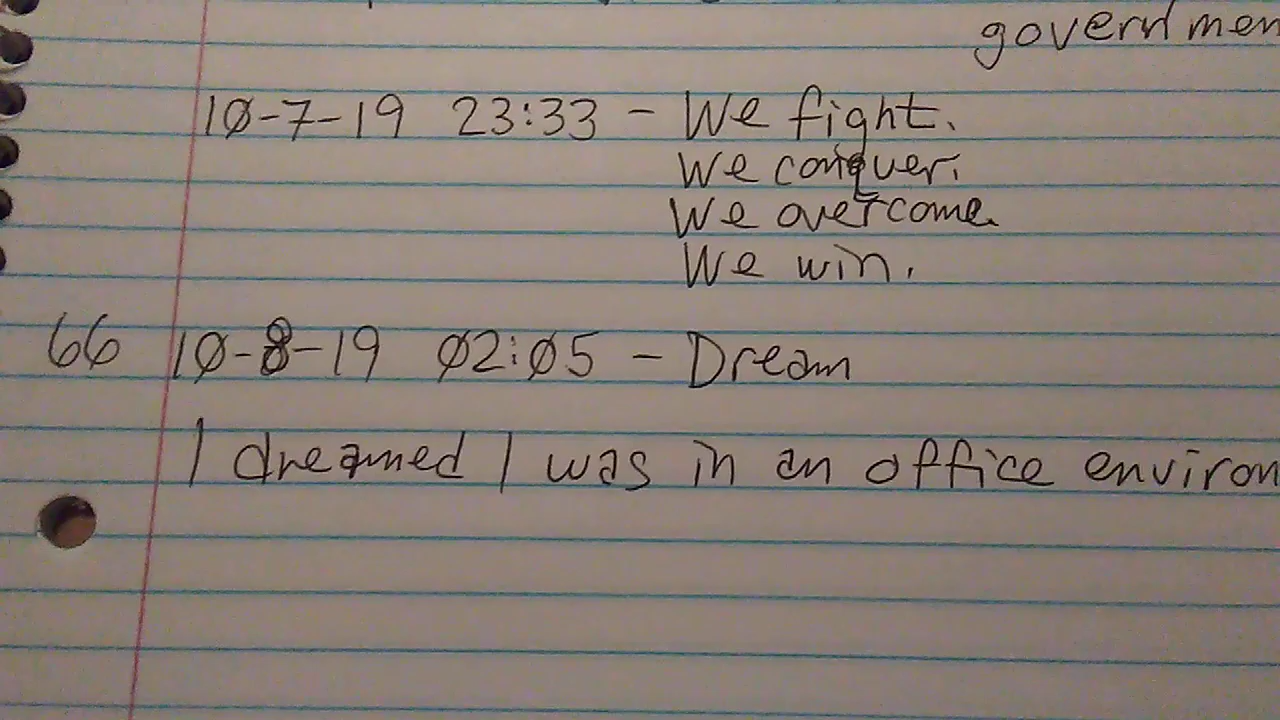 governmen
10-7-19 23:33 - We fight.
We conquer.
We overcome.
We win.
66 10-8-19 02:05 - Dream
I dreamed I was in an office environ